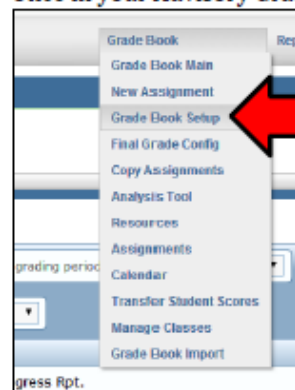 Grade Book
Grade Book Main
New Assignment
Grade Book Setup
Final Grade Config
Copy Assignments
Analysis Tool
Resources
grading perio
Assignments
Calendar
Transfer Student Scores
Manage Classes
Grade Book Import
gress Rpt.